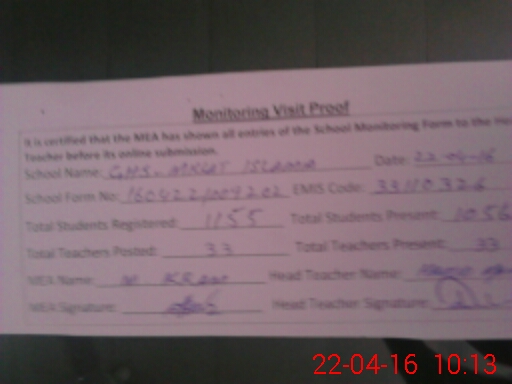 Monitoring Visit Proof
It is certified that the MEA has shown all entries of the School Monitoring Form to the
Teacher before its online submission.
School Name: ISLAMIA Date: 22-04-16
School Form No: EMIS Code: 33110326
Total Students Registered: 1155 Total Students Present: 1056
Total Teachers Posted: 33 Total Teachers Present: 33
MEA Name: Head Teacher Name:
MEA Signature: Head Teacher Signature:
22-04-16 10:13